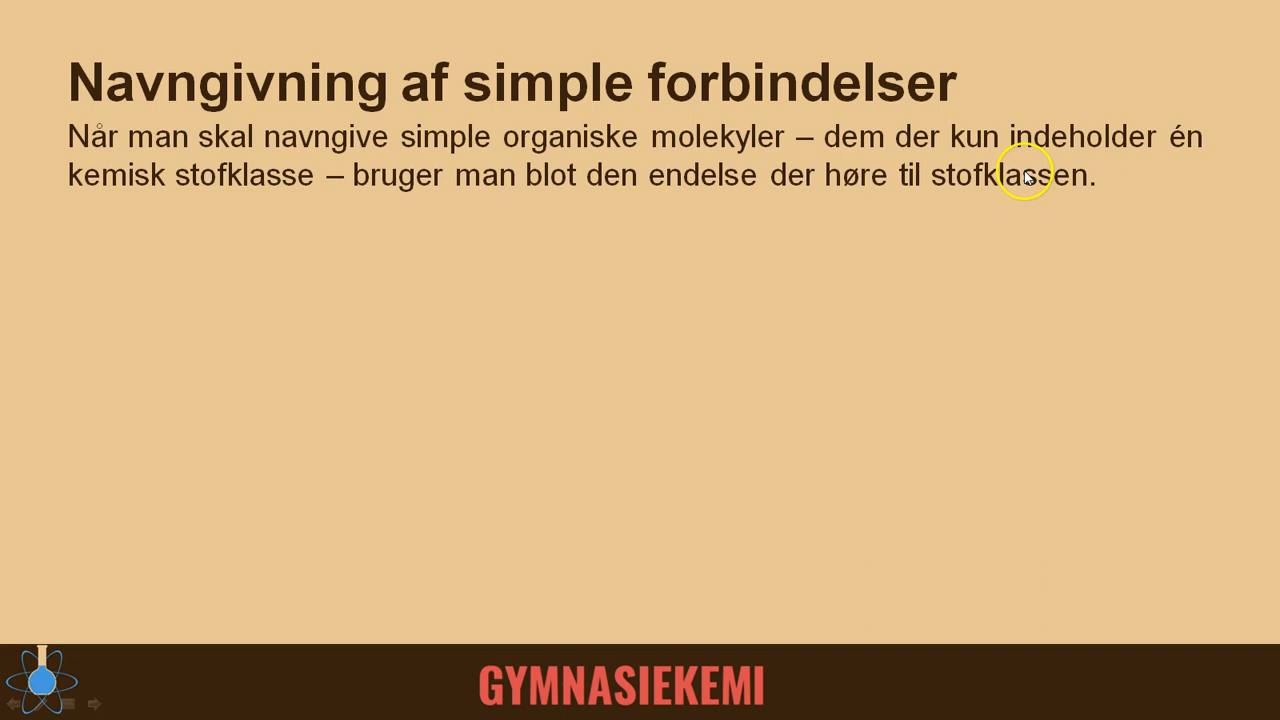 Navngivning af simple forbindelser
Når man skal navngive simple organiske molekyler – dem der kun indeholder én
kemisk stofklasse – bruger man blot den endelse der høre til stofklassen.
GYMNASIEKEMI